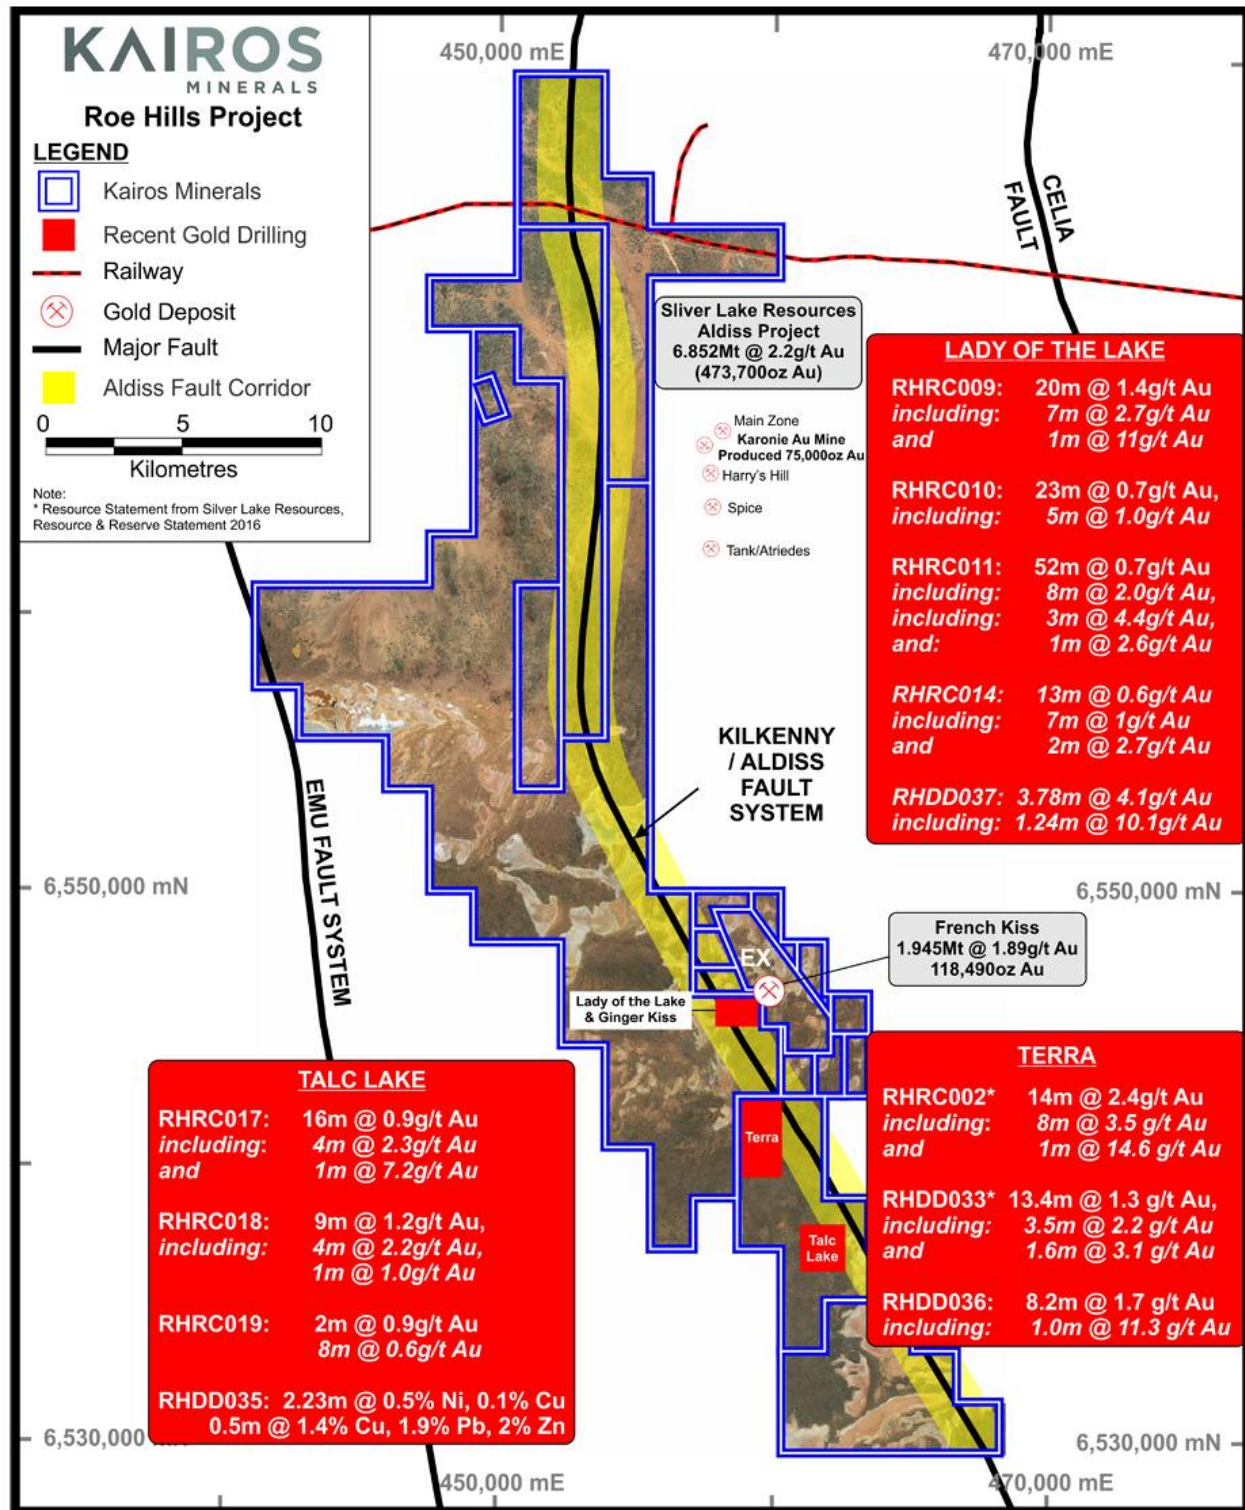 KAIROS
MINERALS
Roe Hills Project
LEGEND
Kairos Minerals
Recent Gold Drilling
Railway
Gold Deposit
Major Fault
Aldiss Fault Corridor
0 5 10
Kilometres
Note:
* Resource Statement from Silver Lake Resources,
Resource & Reserve Statement 2016
450,000 mE
470,000 mE
CELIA
FAULT
Sliver Lake Resources
Aldiss Project
6.852Mt @ 2.2g/t Au
(473,700oz Au)
Main Zone
Karonie Au Mine
Produced 75,000oz Au
Harry's Hill
Spice
Tank/Atriedes
LADY OF THE LAKE
RHRC009: 20m @ 1.4g/t Au
including: 7m @ 2.7g/t Au
and 1m @ 11g/t Au
RHRC010: 23m @ 0.7g/t Au,
including: 5m @ 1.0g/t Au
RHRC011: 52m @ 0.7g/t Au
including: 8m @ 2.0g/t Au,
including: 3m @ 4.4g/t Au,
and: 1m @ 2.6g/t Au
RHRC014: 13m @ 0.6g/t Au
including: 7m @ 1g/t Au
and 2m @ 2.7g/t Au
RHDD037: 3.78m @ 4.1g/t Au
including: 1.24m @ 10.1g/t Au
KILKENNY
/ ALDISS
FAULT
SYSTEM
EMU FAULT SYSTEM
6,550,000 mN
6,550,000 mN
French Kiss
1.945Mt @ 1.89g/t Au
118,490oz Au
EX
Lady of the Lake
& Ginger Kiss
TALC LAKE
RHRC017: 16m @ 0.9g/t Au
including: 4m @ 2.3g/t Au
and 1m @ 7.2g/t Au
RHRC018: 9m @ 1.2g/t Au,
including: 4m @ 2.2g/t Au,
1m @ 1.0g/t Au
RHRC019: 2m @ 0.9g/t Au
8m @ 0.6g/t Au
RHDD035: 2.23m @ 0.5% Ni, 0.1% Cu
0.5m @ 1.4% Cu, 1.9% Pb, 2% Zn
Terra
Talc
Lake
TERRA
RHRC002* 14m @ 2.4g/t Au
including: 8m @ 3.5 g/t Au
and 1m @ 14.6 g/t Au
RHDD033* 13.4m @ 1.3 g/t Au,
including: 3.5m @ 2.2 g/t Au
and 1.6m @ 3.1 g/t Au
RHDD036: 8.2m @ 1.7 g/t Au
including: 1.0m @ 11.3 g/t Au
6,530,000 mN
6,530,000 mN
450,000 mE
470,000 mE